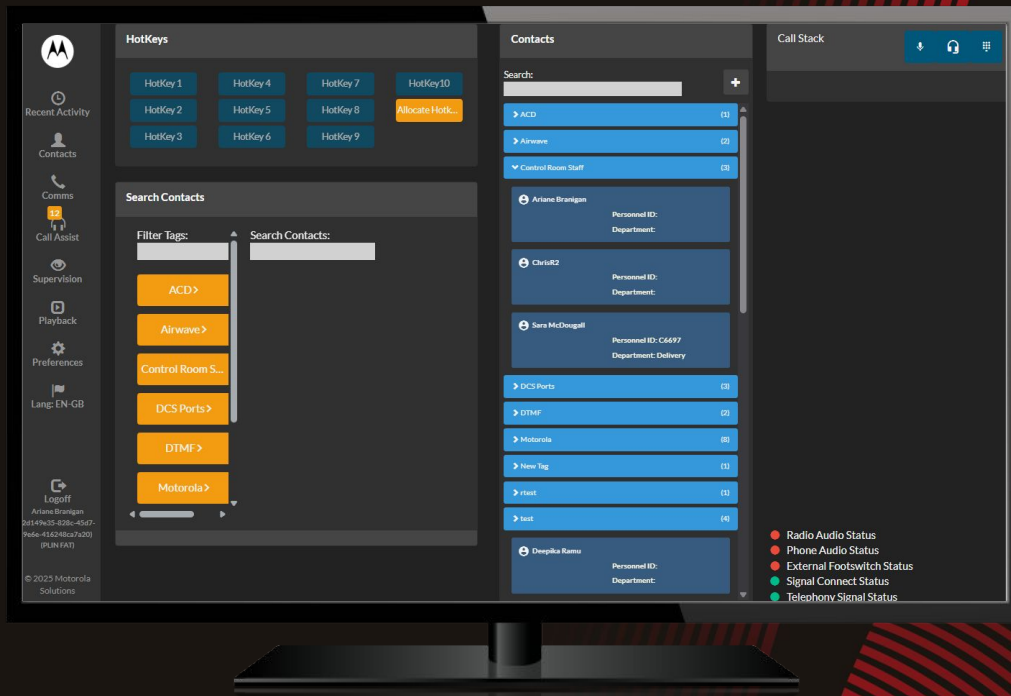 Recent Activity
Contacts
Comms
12
Call Assist
Supervision
Playback
Preferences
Lang: EN-GB
Logoff
Ariane Branigan
2d149e35-828c-45d7-
9e6e-416248ca7a20)
(PLIN FAT)
© 2025 Motorola
Solutions
HotKeys
HotKey 1
HotKey 4
HotKey 7
HotKey10
HotKey 2
HotKey 5
HotKey 8
Allocate Hotk...
HotKey 3
HotKey 6
HotKey 9
Search Contacts
Filter Tags:
Search Contacts:
ACD
Airwave
Control Room S...
DCS Ports
DTMF
Motorola
Contacts
Search:
ACD (1)
Airwave (2)
Control Room Staff (3)
Ariane Branigan
Personnel ID:
Department:
ChrisR2
Personnel ID:
Department:
Sara McDougall
Personnel ID: C6697
Department: Delivery
DCS Ports (3)
DTMF (2)
Motorola (8)
New Tag (1)
rtest (1)
test (4)
Deepika Ramu
Personnel ID:
Department:
Call Stack
Radio Audio Status
Phone Audio Status
External Footswitch Status
Signal Connect Status
Telephony Signal Status